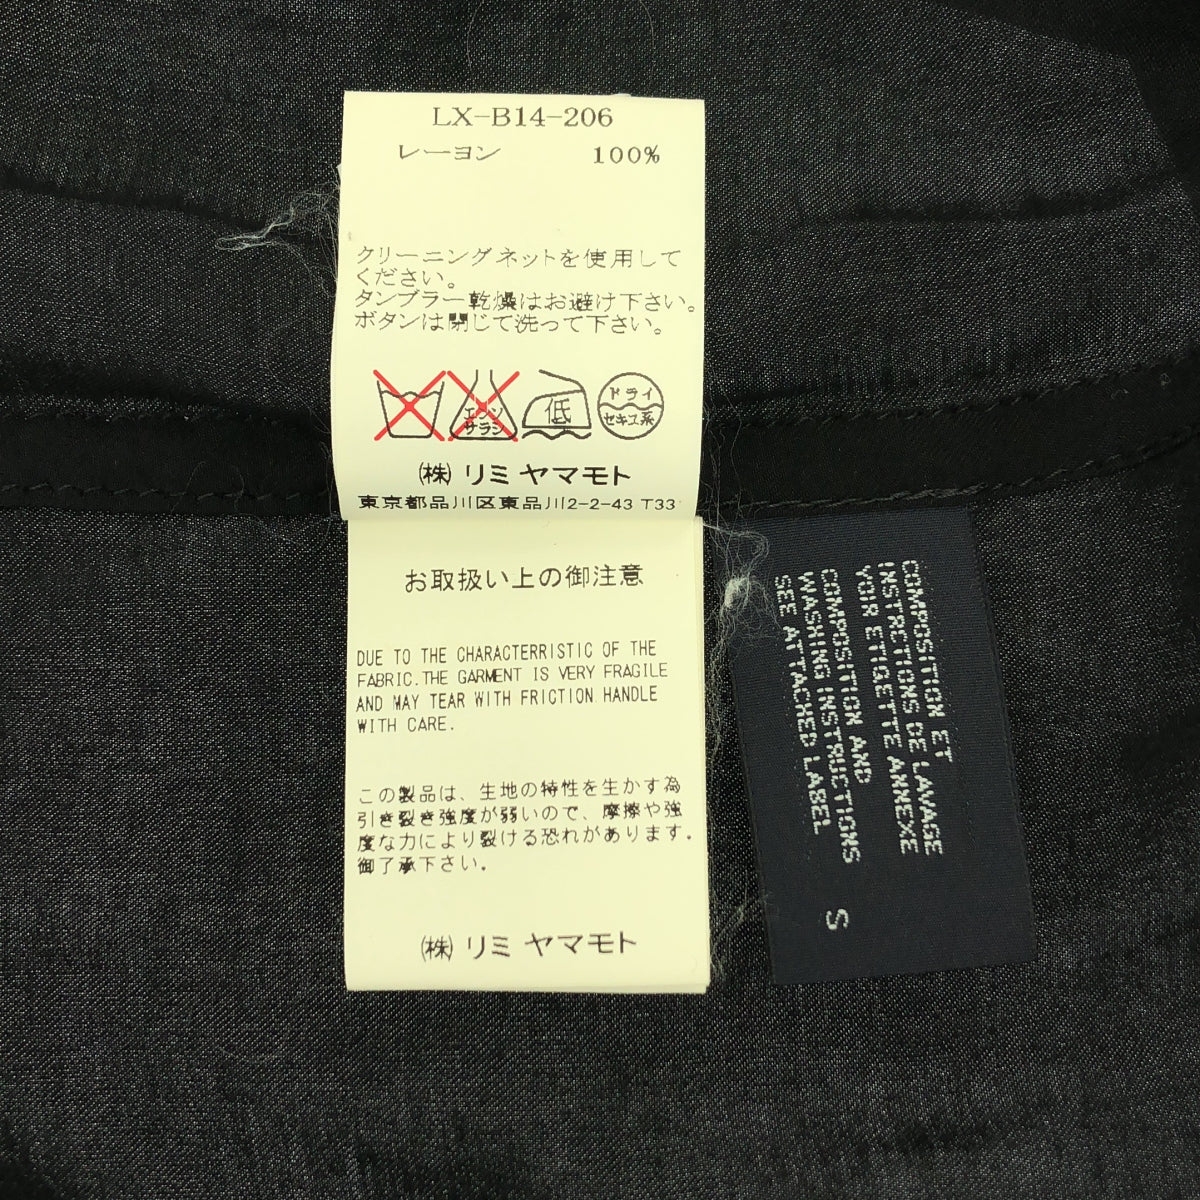 LX-B14-206
レーヨン 100%
クリーニングネットを使用して
ください。
タンブラー乾燥はお避け下さい。
ボタンは閉じて洗って下さい。
エンソ
サラシ
低
ドライ
セキユ系
(株) リミ ヤマモト
東京都品川区東品川2-2-43 T33
お取扱い上の御注意
DUE TO THE CHARACTERRISTIC OF THE
FABRIC.THE GARMENT IS VERY FRAGILE
AND MAY TEAR WITH FRICTION HANDLE
WITH CARE.
この製品は、生地の特性を生かす為
引き裂き強度が弱いので、摩擦や強
度な力により裂ける恐れがあります。
御了承下さい。
(株) リミ ヤマモト
COMPOSITION ET
INSTRCTIONS DE LAVAGE
VOIR ETIGETTE ANNEXE
COMPOSITION AND
WASHING INSTRUCTIONS
SEE ATTACHED LABEL
S